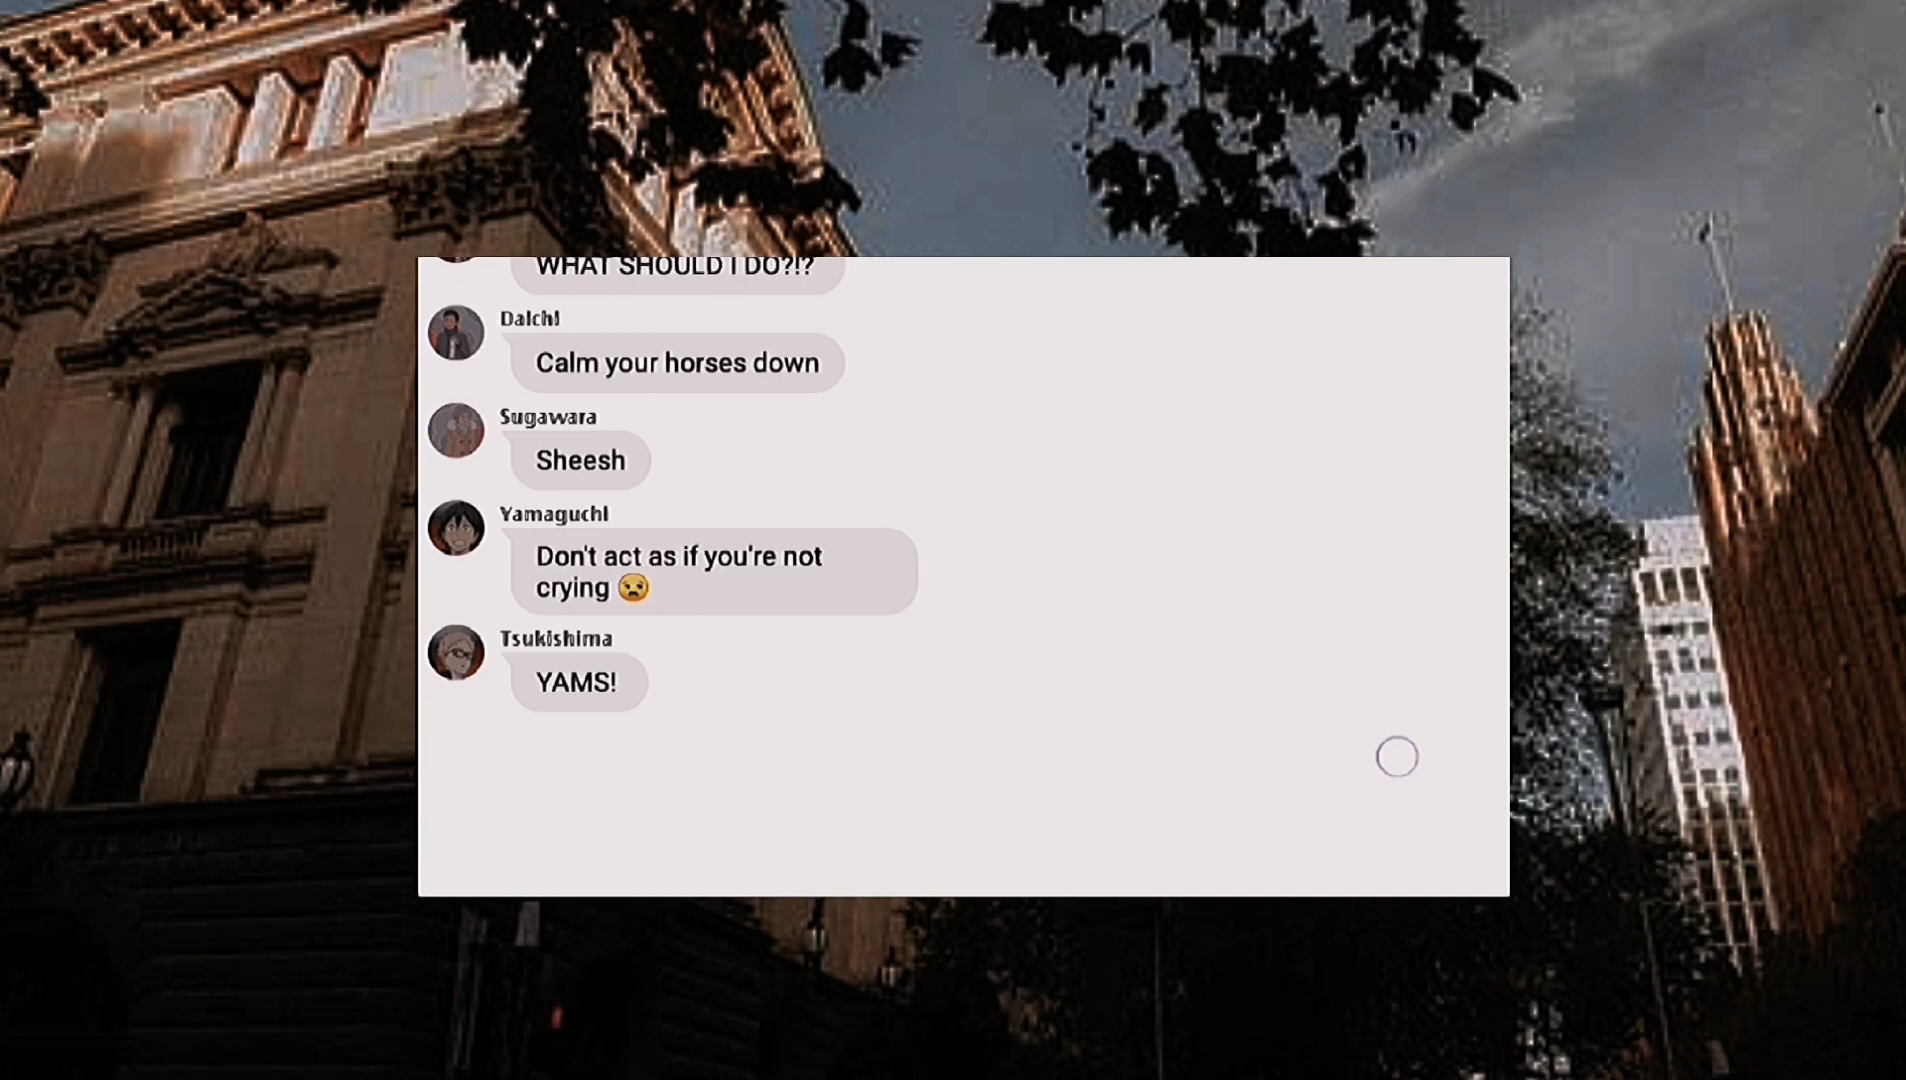 WHAT SHOULD I DO?!?
Daichi
Calm your horses down
Sugawara
Sheesh
Yamaguchi
Don't act as if you're not
crying 😧
Tsukishima
YAMS!